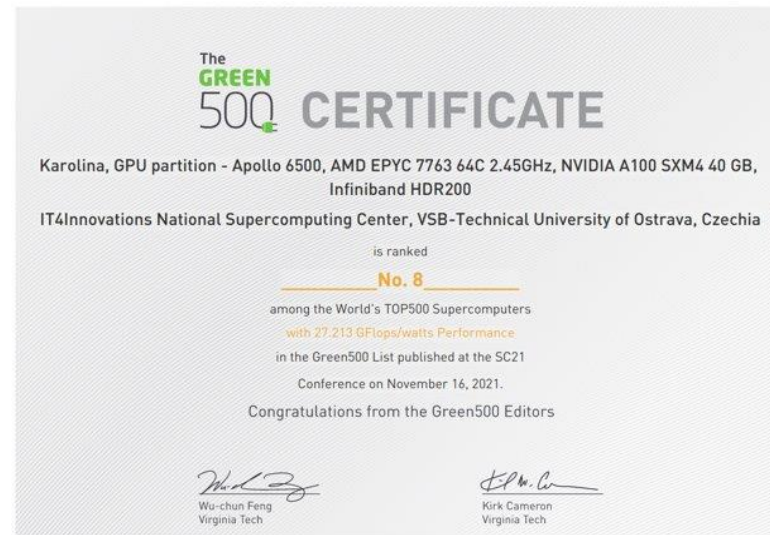 The
GREEN
500 CERTIFICATE
Karolina, GPU partition - Apollo 6500, AMD EPYC 7763 64C 2.45GHz, NVIDIA A100 SXM4 40 GB,
Infiniband HDR200
IT4Innovations National Supercomputing Center, VSB-Technical University of Ostrava, Czechia
is ranked
No. 8
among the World's TOP500 Supercomputers
with 27.213 GFlops/watts Performance
in the Green500 List published at the SC21
Conference on November 16, 2021.
Congratulations from the Green500 Editors
Wu-chun Feng
Virginia Tech
Kirk Cameron
Virginia Tech